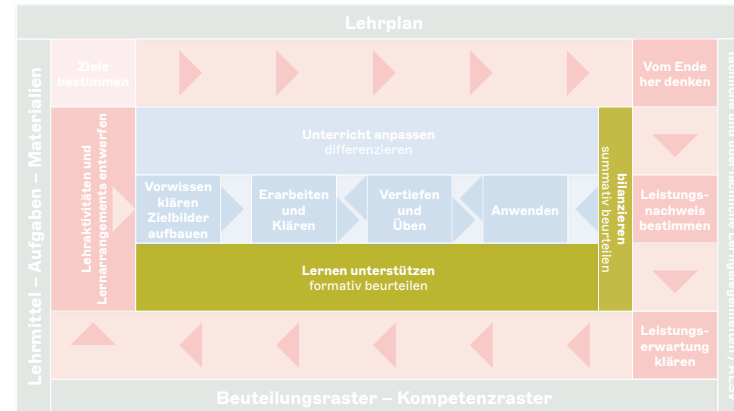 Lehrplan
Ziele
bestimmen
Vom Ende
her denken
Lehrmittel – Aufgaben – Materialien
Lehraktivitäten und
Lernarrangements entwerfen
Unterricht anpassen
differenzieren
Vorwissen
klären
Zielbilder
aufbauen
Erarbeiten
und
Klären
Vertiefen
und
Üben
Anwenden
bilanzieren
summativ beurteilen
Leistungs-
nachweis
bestimmen
Lernen unterstützen
formativ beurteilen
Leistungs-
erwartung
klären
Beuteilungsraster – Kompetenzraster